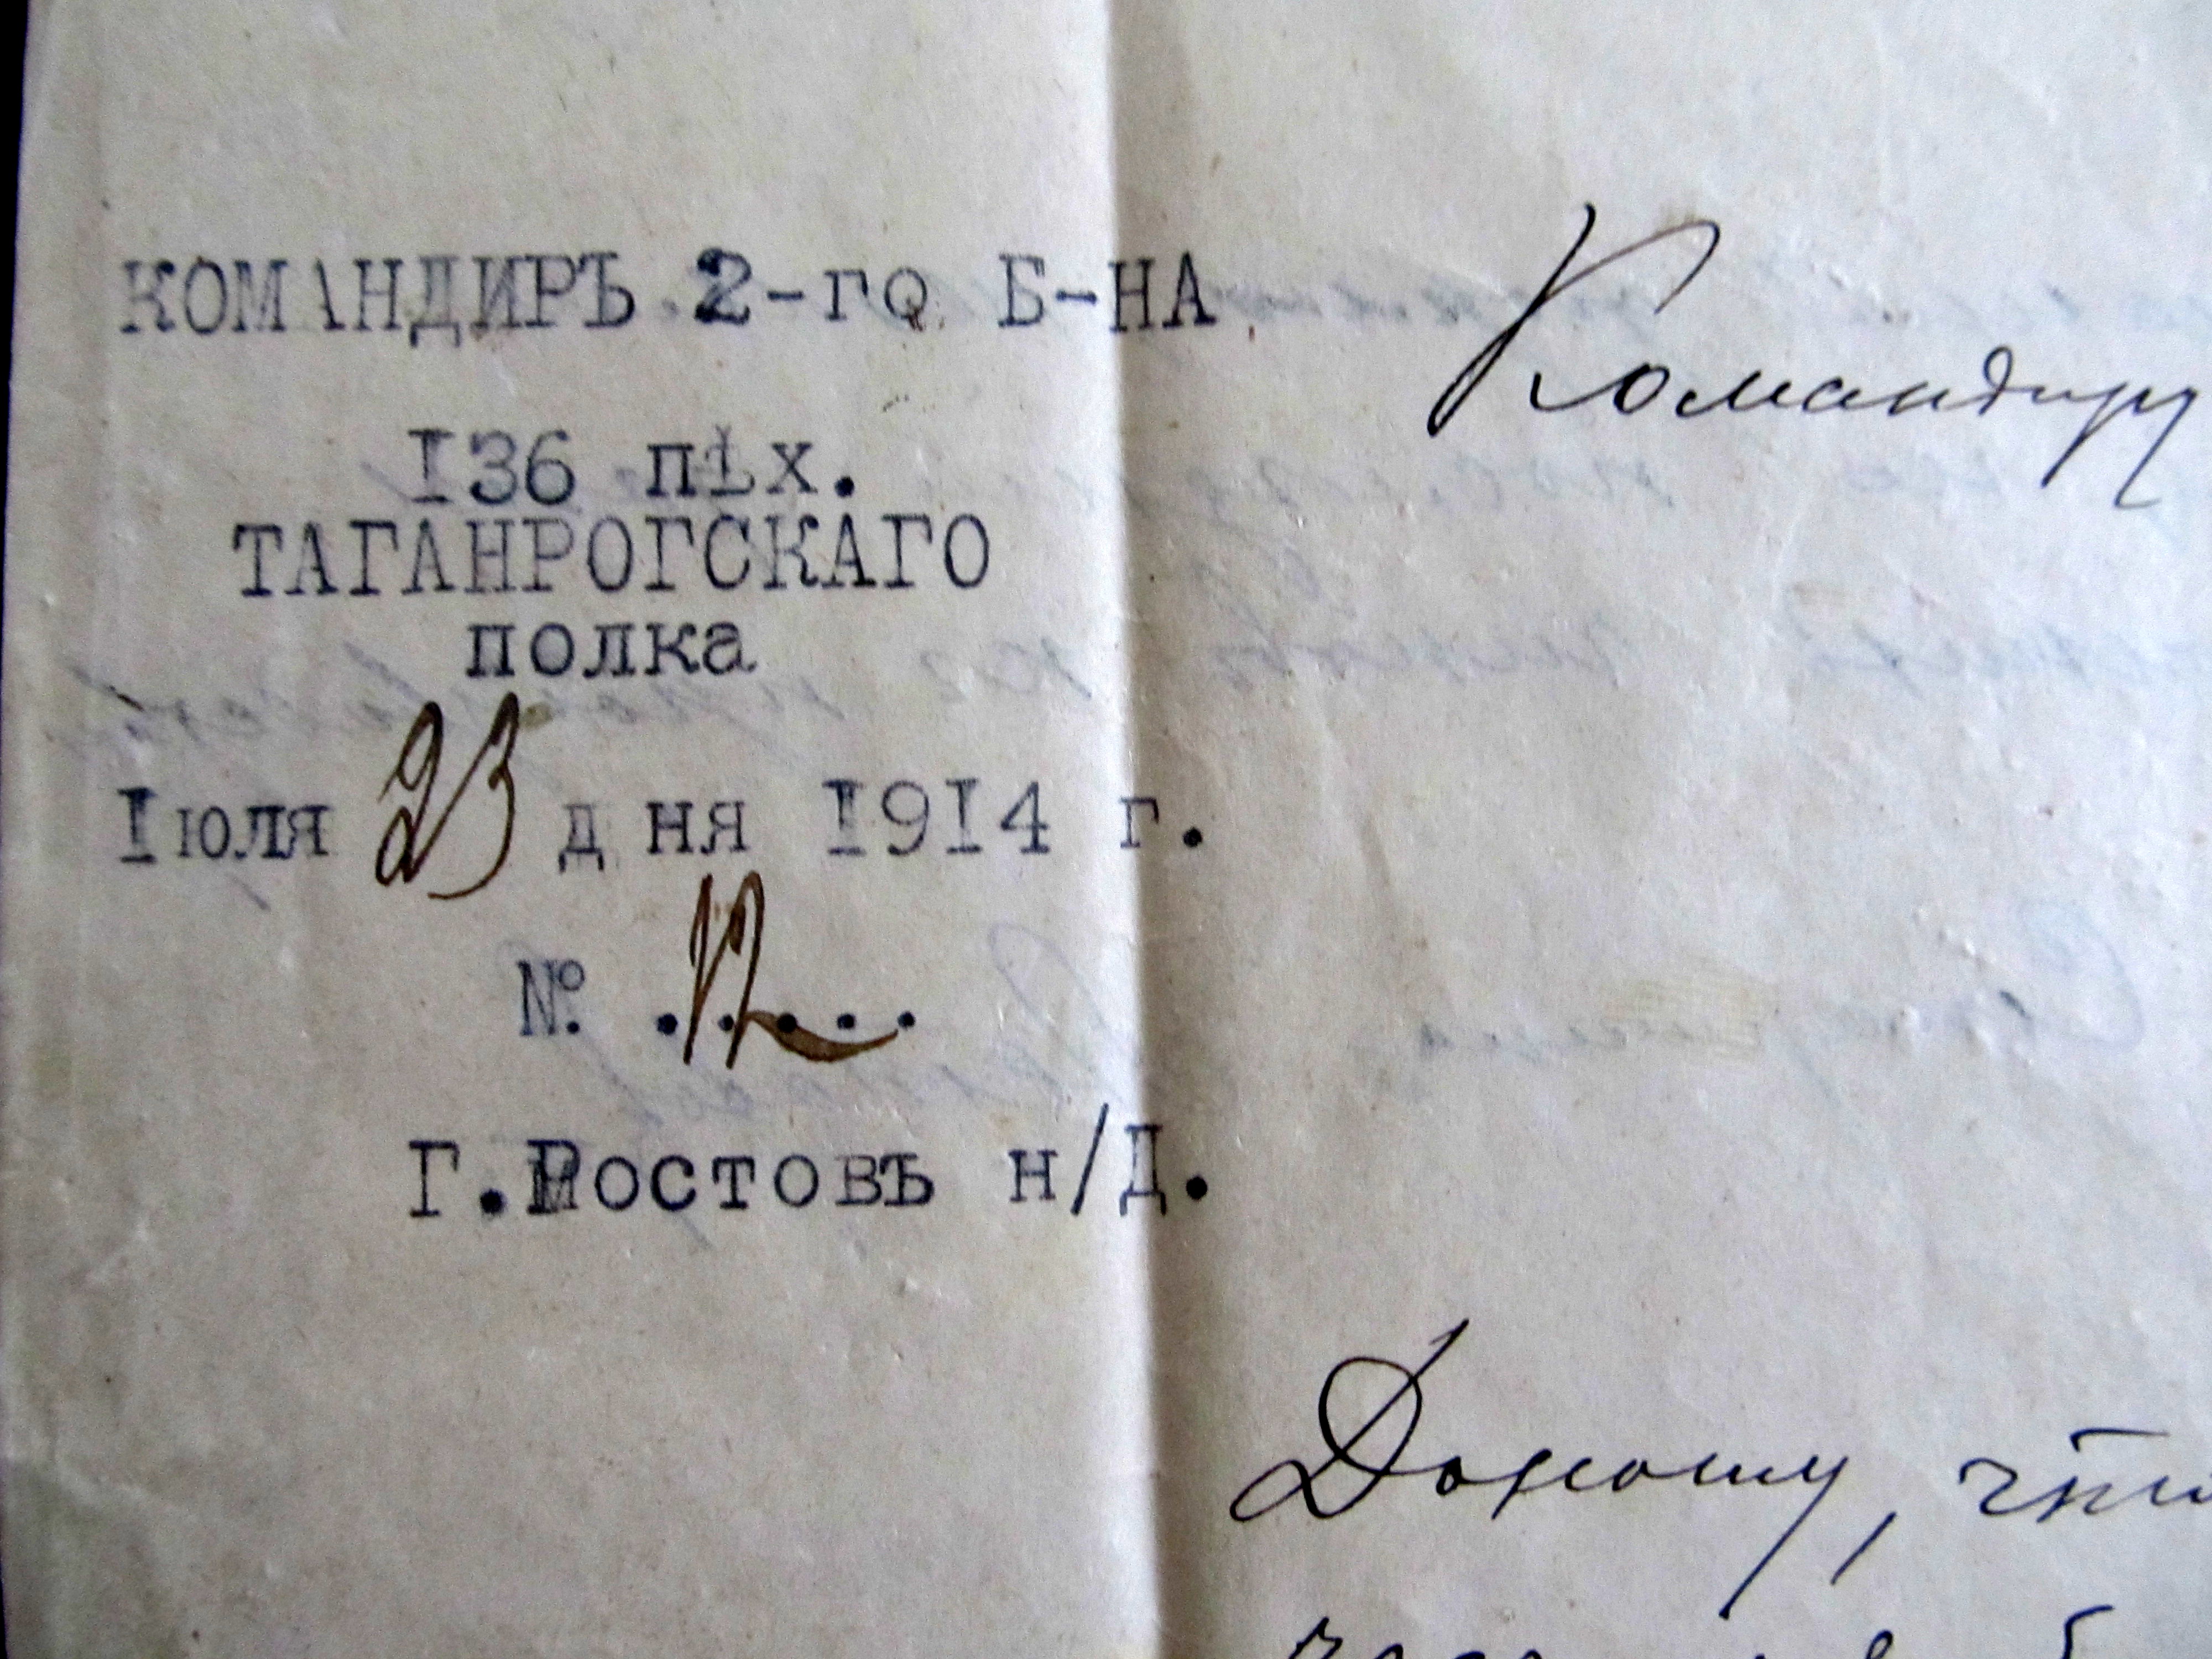 КОМАНДИРЪ 2-го Б-НА
136 пѣх.
ТАГАНРОГСКАГО
полка
Iюля 23 дня 1914 г.
№ 12
Г.Ростовъ н/Д.
Командиру
Доношу, что